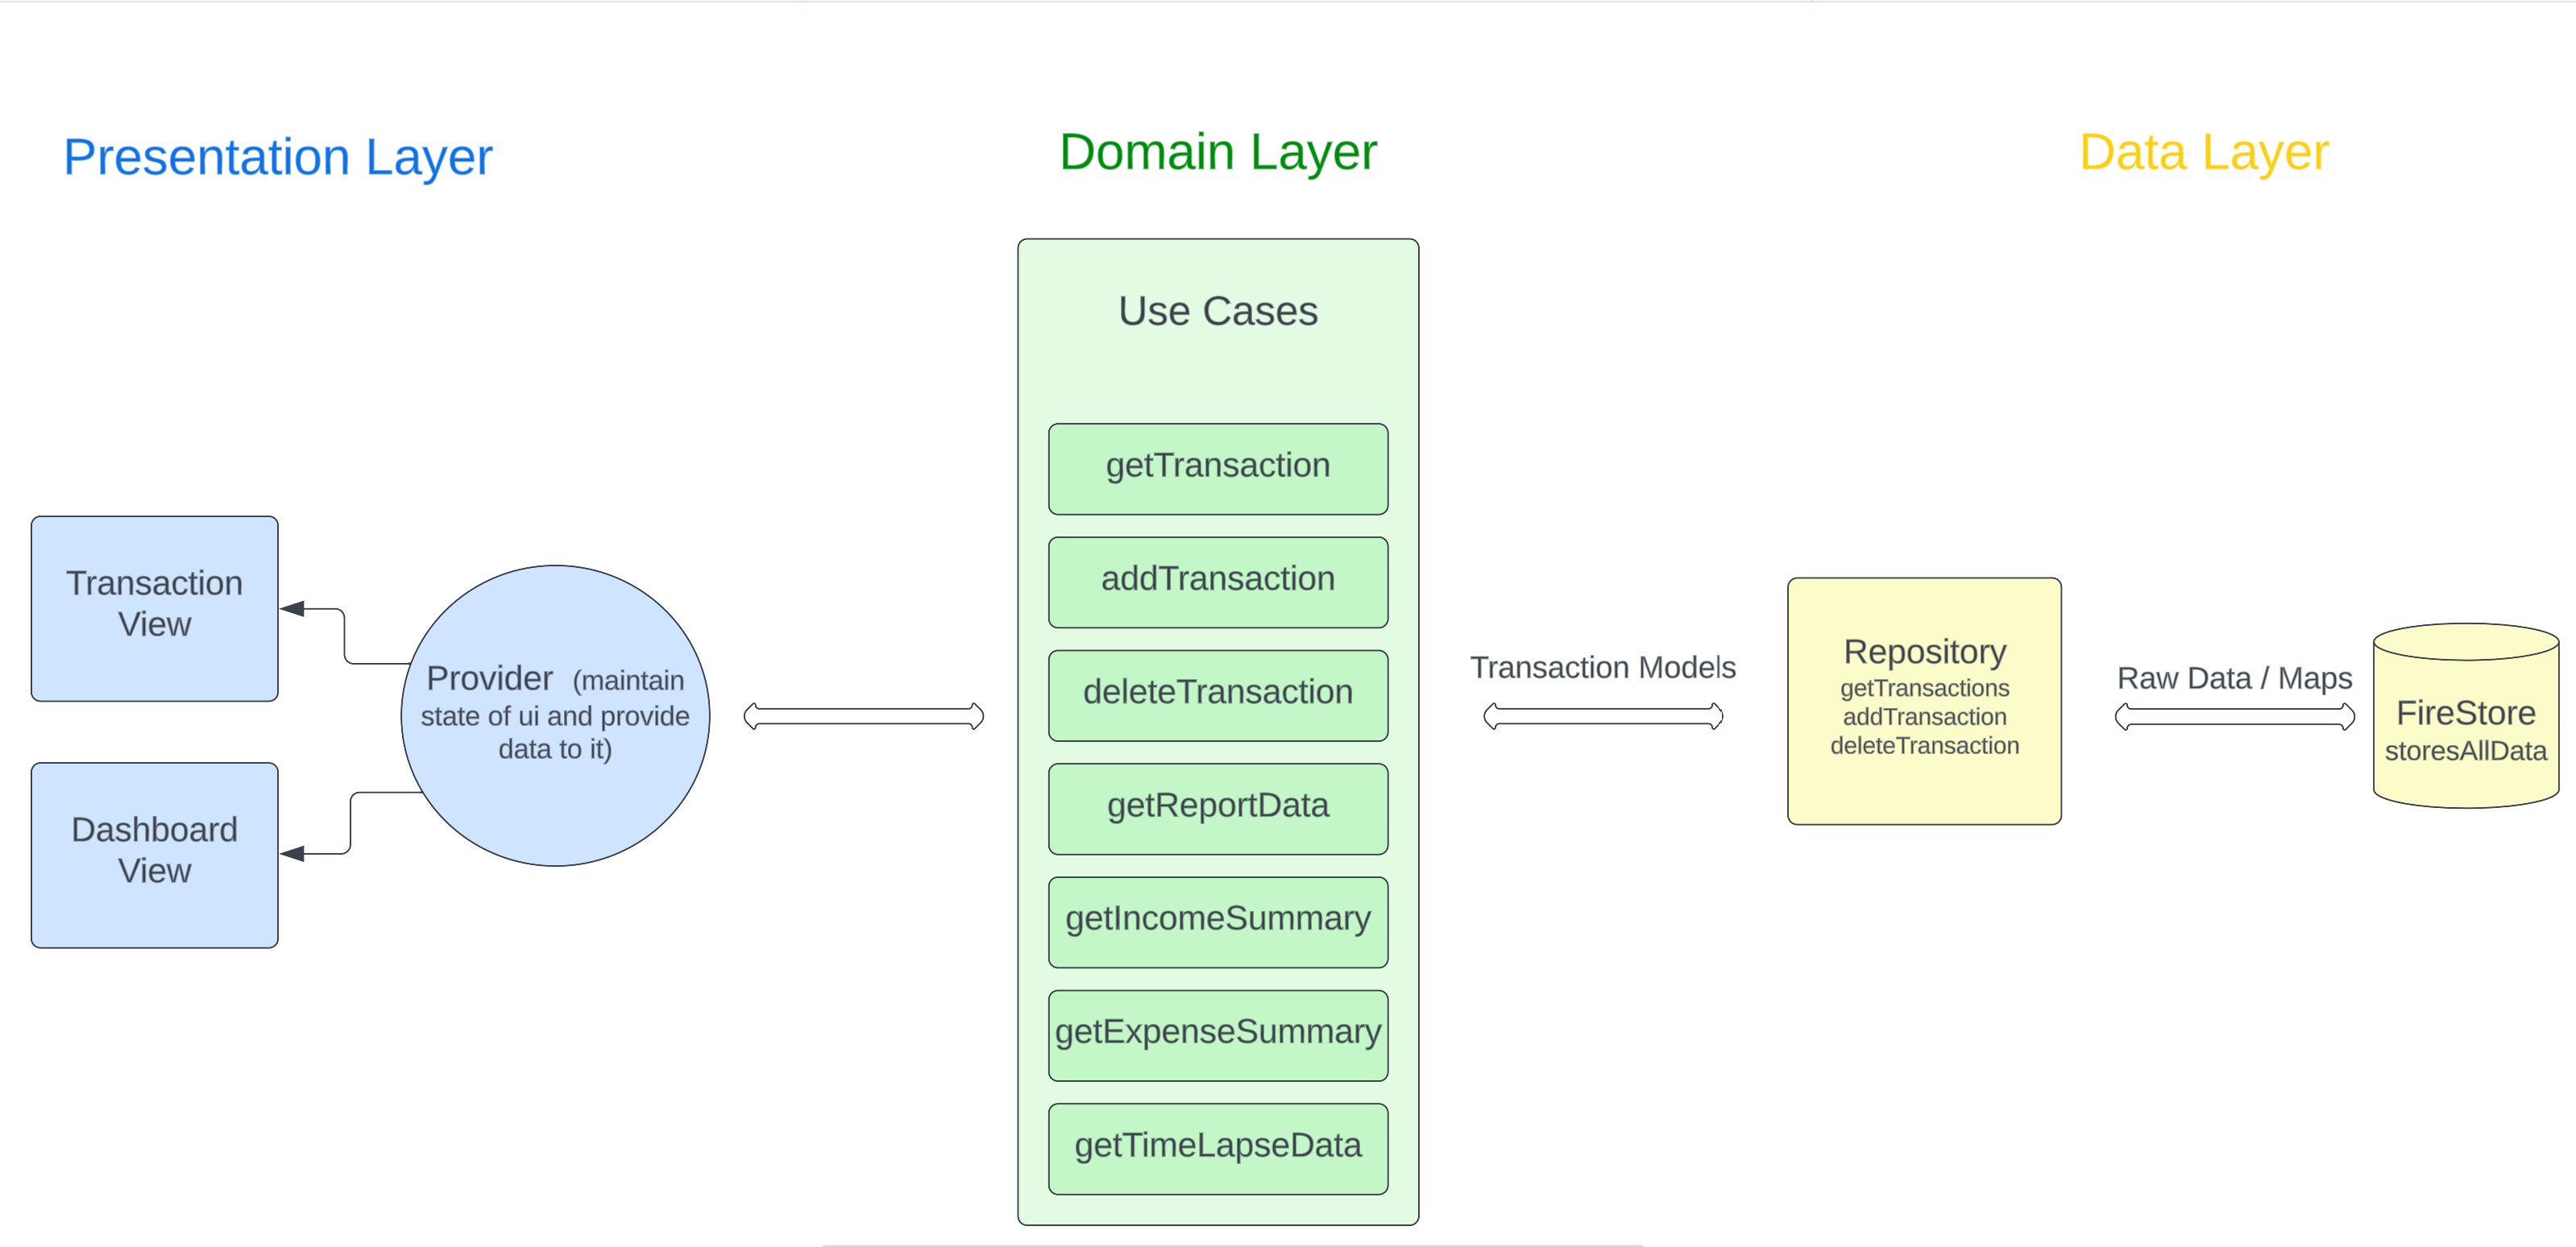 Presentation Layer
Domain Layer
Data Layer
Transaction
View
Dashboard
View
Provider (maintain
state of ui and provide
data to it)
Use Cases
getTransaction
addTransaction
deleteTransaction
getReportData
getIncomeSummary
getExpenseSummary
getTimeLapseData
Transaction Models
Repository
getTransactions
addTransaction
deleteTransaction
Raw Data / Maps
FireStore
storesAllData